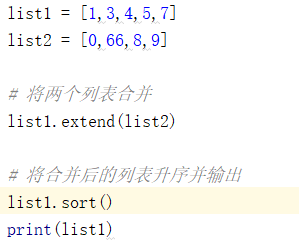 list1 = [1,3,4,5,7]
list2 = [0,66,8,9]
# 将两个列表合并
list1.extend(list2)
# 将合并后的列表升序并输出
list1.sort()
print(list1)